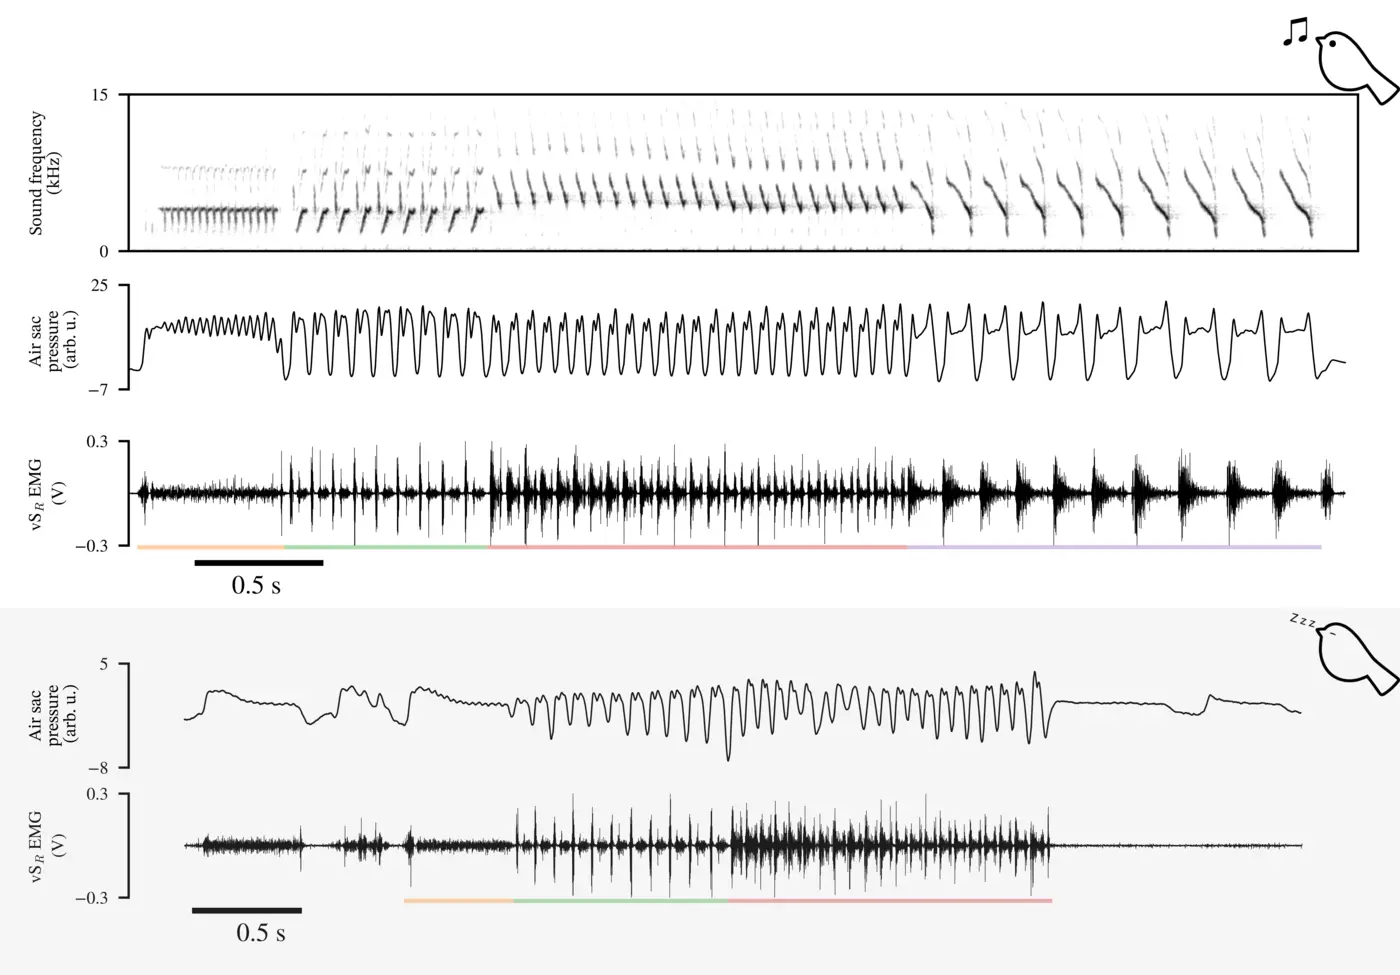 15
Sound frequency
(kHz)
0
25
Air sac
pressure
(arb. u.)
−7
0.3
vS_R EMG
(V)
−0.3
0.5 s
Zzz
5
Air sac
pressure
(arb. u.)
−8
0.3
vS_R EMG
(V)
−0.3
0.5 s